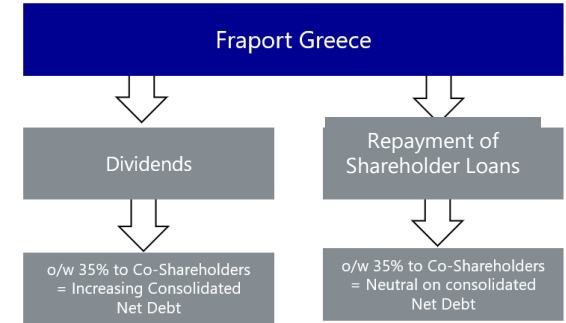 Fraport Greece
Dividends
Repayment of
Shareholder Loans
o/w 35% to Co-Shareholders
= Increasing Consolidated
Net Debt
o/w 35% to Co-Shareholders
= Neutral on consolidated
Net Debt